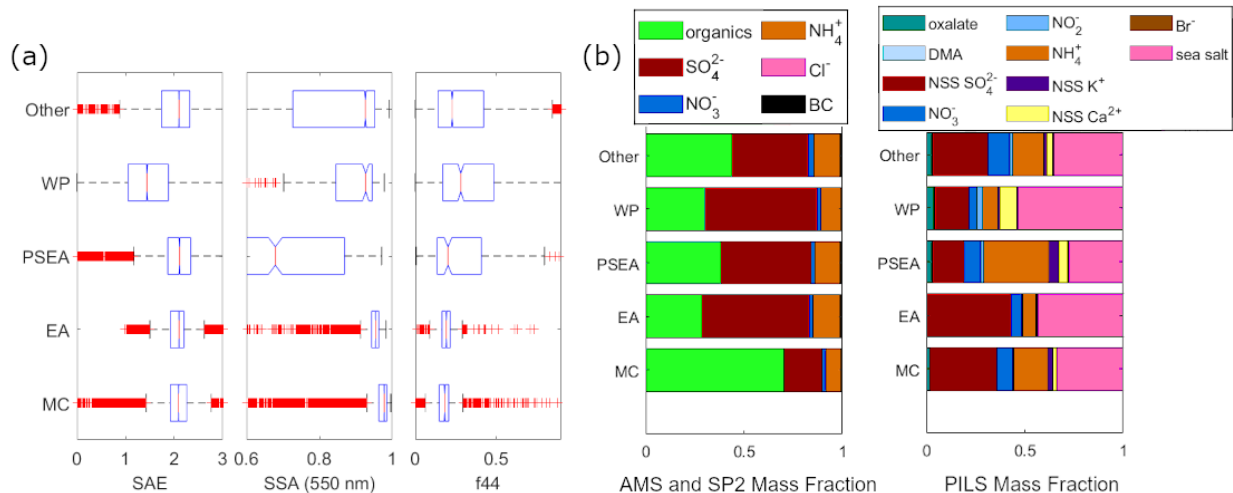 (a)
Other
WP
PSEA
EA
MC
0 1 2 3
SAE
0.6 0.8 1
SSA (550 nm)
0 0.5
f44
(b)
organics
SO₄²⁻
NO₃⁻
NH₄⁺
Cl⁻
BC
Other
WP
PSEA
EA
MC
0 0.5 1
AMS and SP2 Mass Fraction
oxalate
DMA
NSS SO₄²⁻
NO₃⁻
NO₂⁻
NH₄⁺
NSS K⁺
NSS Ca²⁺
Br⁻
sea salt
Other
WP
PSEA
EA
MC
0 0.5 1
PILS Mass Fraction